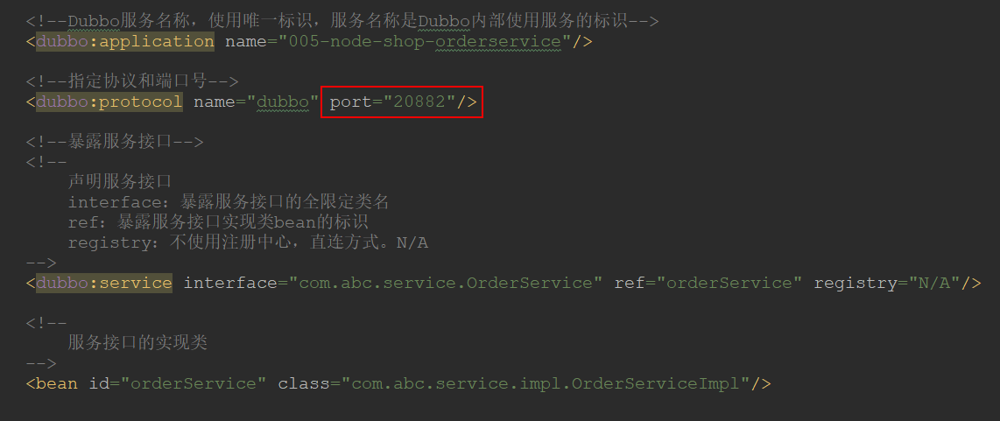 <!--Dubbo服务名称，使用唯一标识，服务名称是Dubbo内部使用服务的标识-->
<dubbo:application name="005-node-shop-orderservice"/>
<!--指定协议和端口号-->
<dubbo:protocol name="dubbo" port="20882"/>
<!--暴露服务接口-->
<!--
声明服务接口
interface：暴露服务接口的全限定类名
ref：暴露服务接口实现类bean的标识
registry：不使用注册中心，直连方式。N/A
-->
<dubbo:service interface="com.abc.service.OrderService" ref="orderService" registry="N/A"/>
<!--
服务接口的实现类
-->
<bean id="orderService" class="com.abc.service.impl.OrderServiceImpl"/>